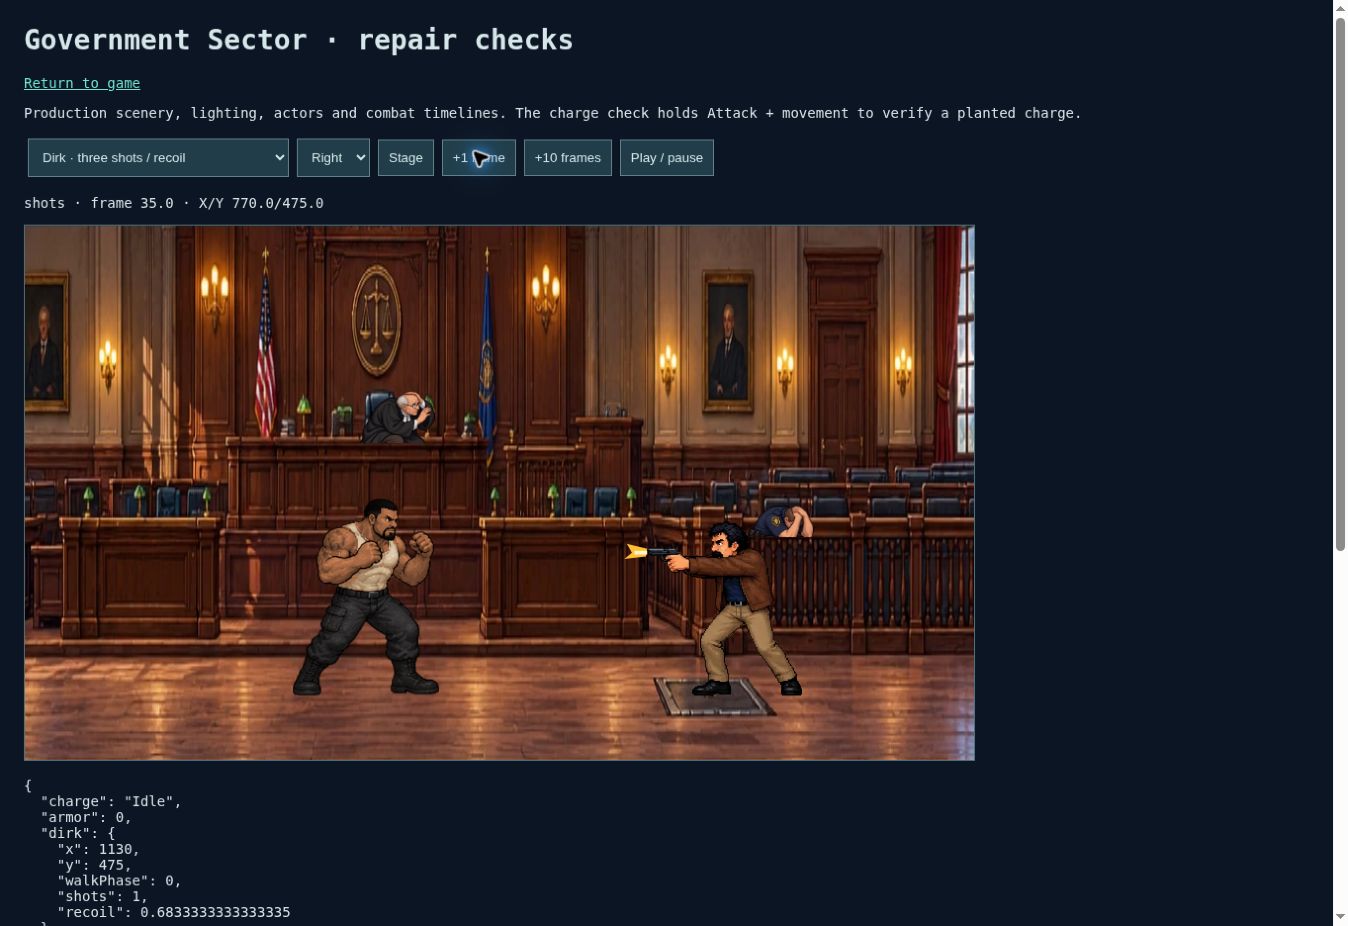 Government Sector · repair checks
Return to game
Production scenery, lighting, actors and combat timelines. The charge check holds Attack + movement to verify a planted charge.
Dirk · three shots / recoil
Right
Stage
+1 me
+10 frames
Play / pause
shots · frame 35.0 · X/Y 770.0/475.0
{
"charge": "Idle",
"armor": 0,
"dirk": {
"x": 1130,
"y": 475,
"walkPhase": 0,
"shots": 1,
"recoil": 0.6833333333333335
}